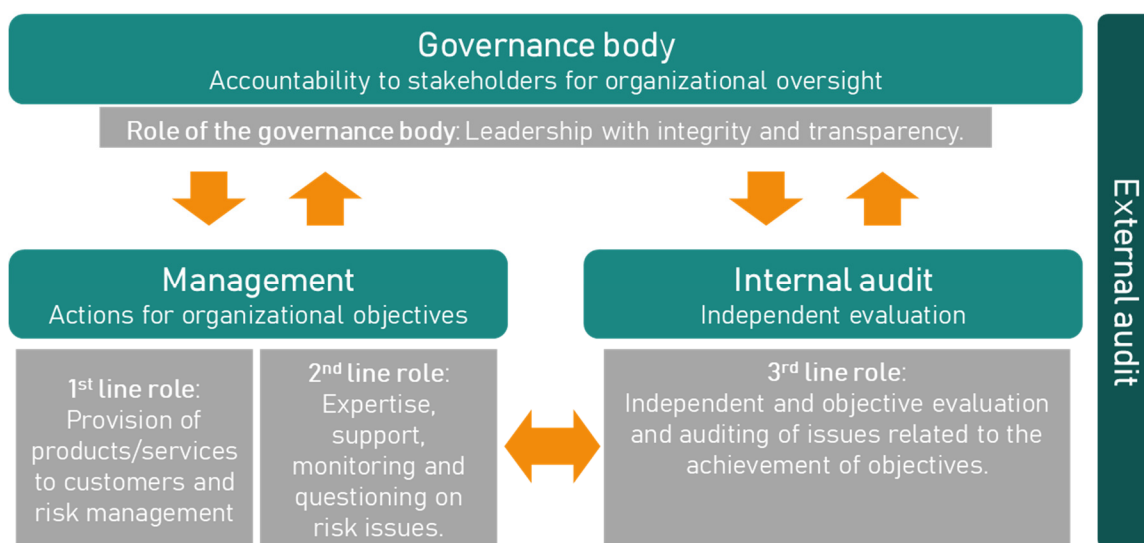 Governance body
Accountability to stakeholders for organizational oversight
Role of the governance body: Leadership with integrity and transparency.
Management
Actions for organizational objectives
1st line role:
Provision of
products/services
to customers and
risk management
2nd line role:
Expertise,
support,
monitoring and
questioning on
risk issues.
Internal audit
Independent evaluation
3rd line role:
Independent and objective evaluation
and auditing of issues related to the
achievement of objectives.
External audit